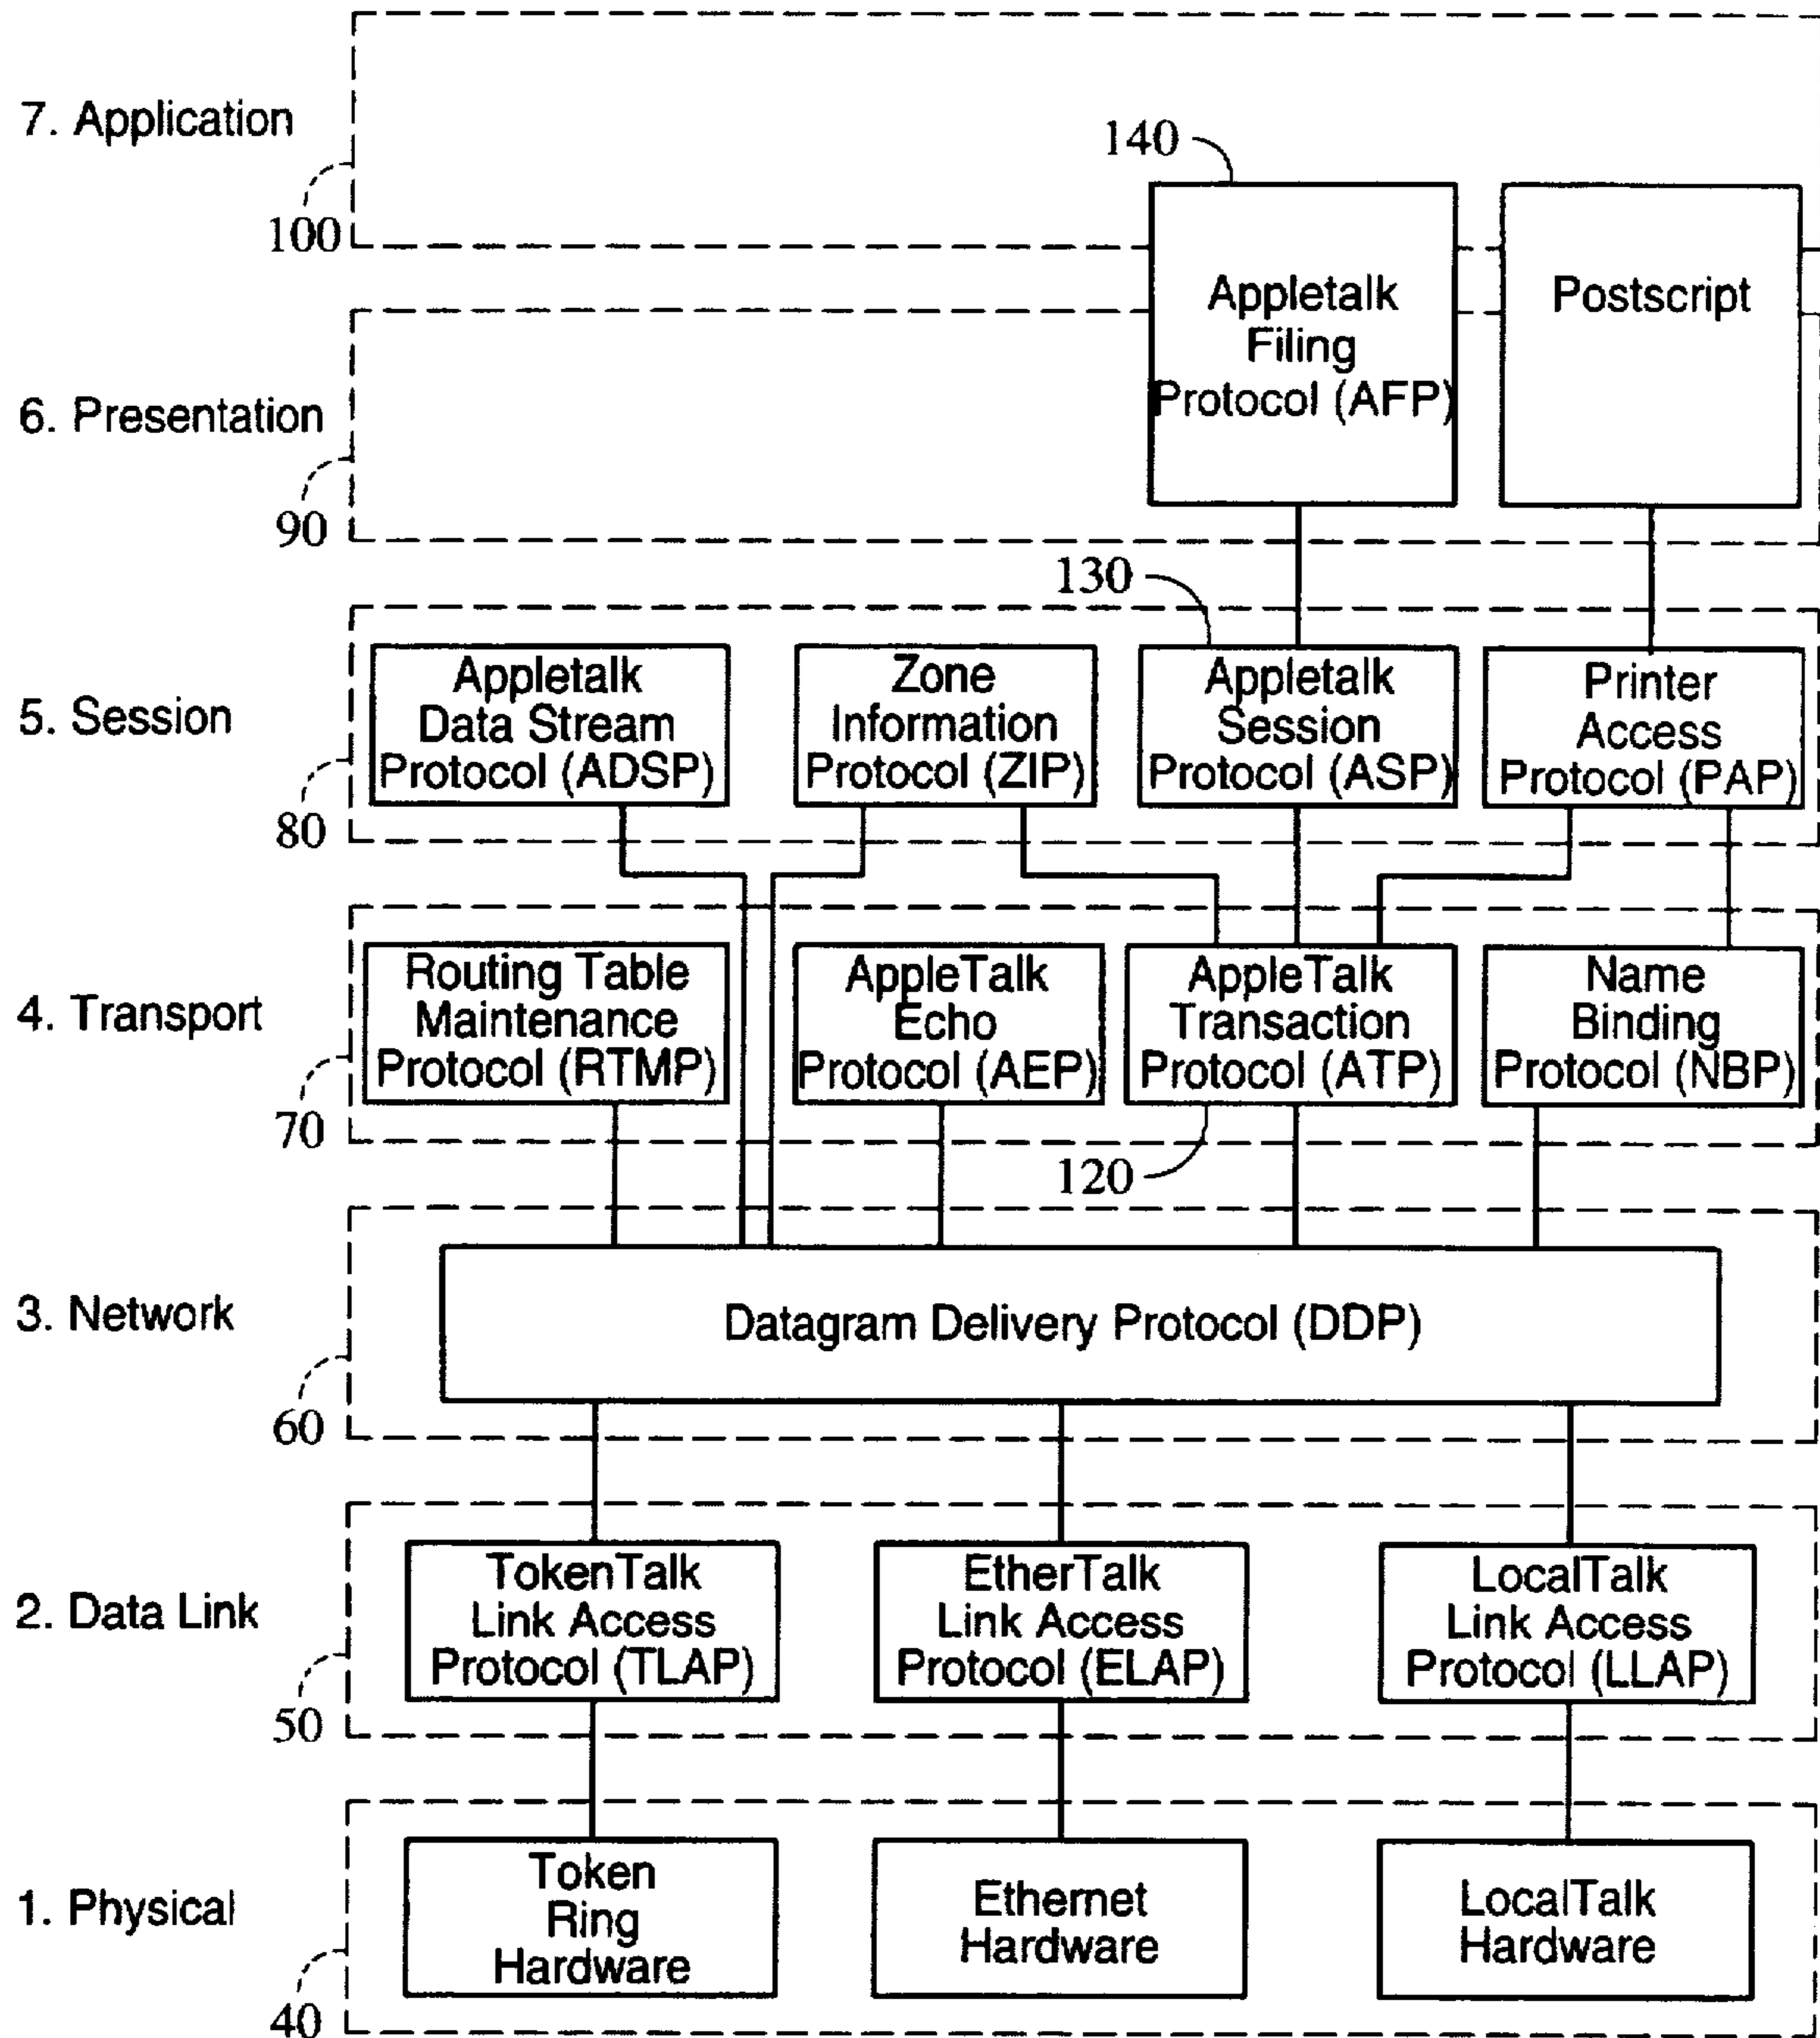 7. Application
100
140
Appletalk
Filing
Protocol (AFP)
Postscript
6. Presentation
90
130
5. Session
80
Appletalk
Data Stream
Protocol (ADSP)
Zone
Information
Protocol (ZIP)
Appletalk
Session
Protocol (ASP)
Printer
Access
Protocol (PAP)
4. Transport
70
Routing Table
Maintenance
Protocol (RTMP)
AppleTalk
Echo
Protocol (AEP)
AppleTalk
Transaction
Protocol (ATP)
Name
Binding
Protocol (NBP)
120
3. Network
60
Datagram Delivery Protocol (DDP)
2. Data Link
50
TokenTalk
Link Access
Protocol (TLAP)
EtherTalk
Link Access
Protocol (ELAP)
LocalTalk
Link Access
Protocol (LLAP)
1. Physical
40
Token
Ring
Hardware
Ethernet
Hardware
LocalTalk
Hardware